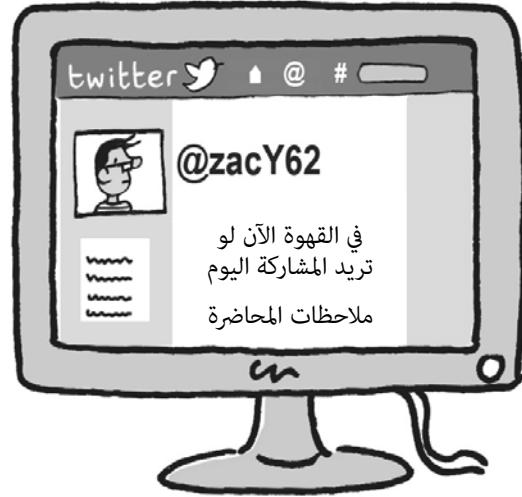 twitter @ #
@zacY62
في القهوة الآن لو
تريد المشاركة اليوم
ملاحظات المحاضرة